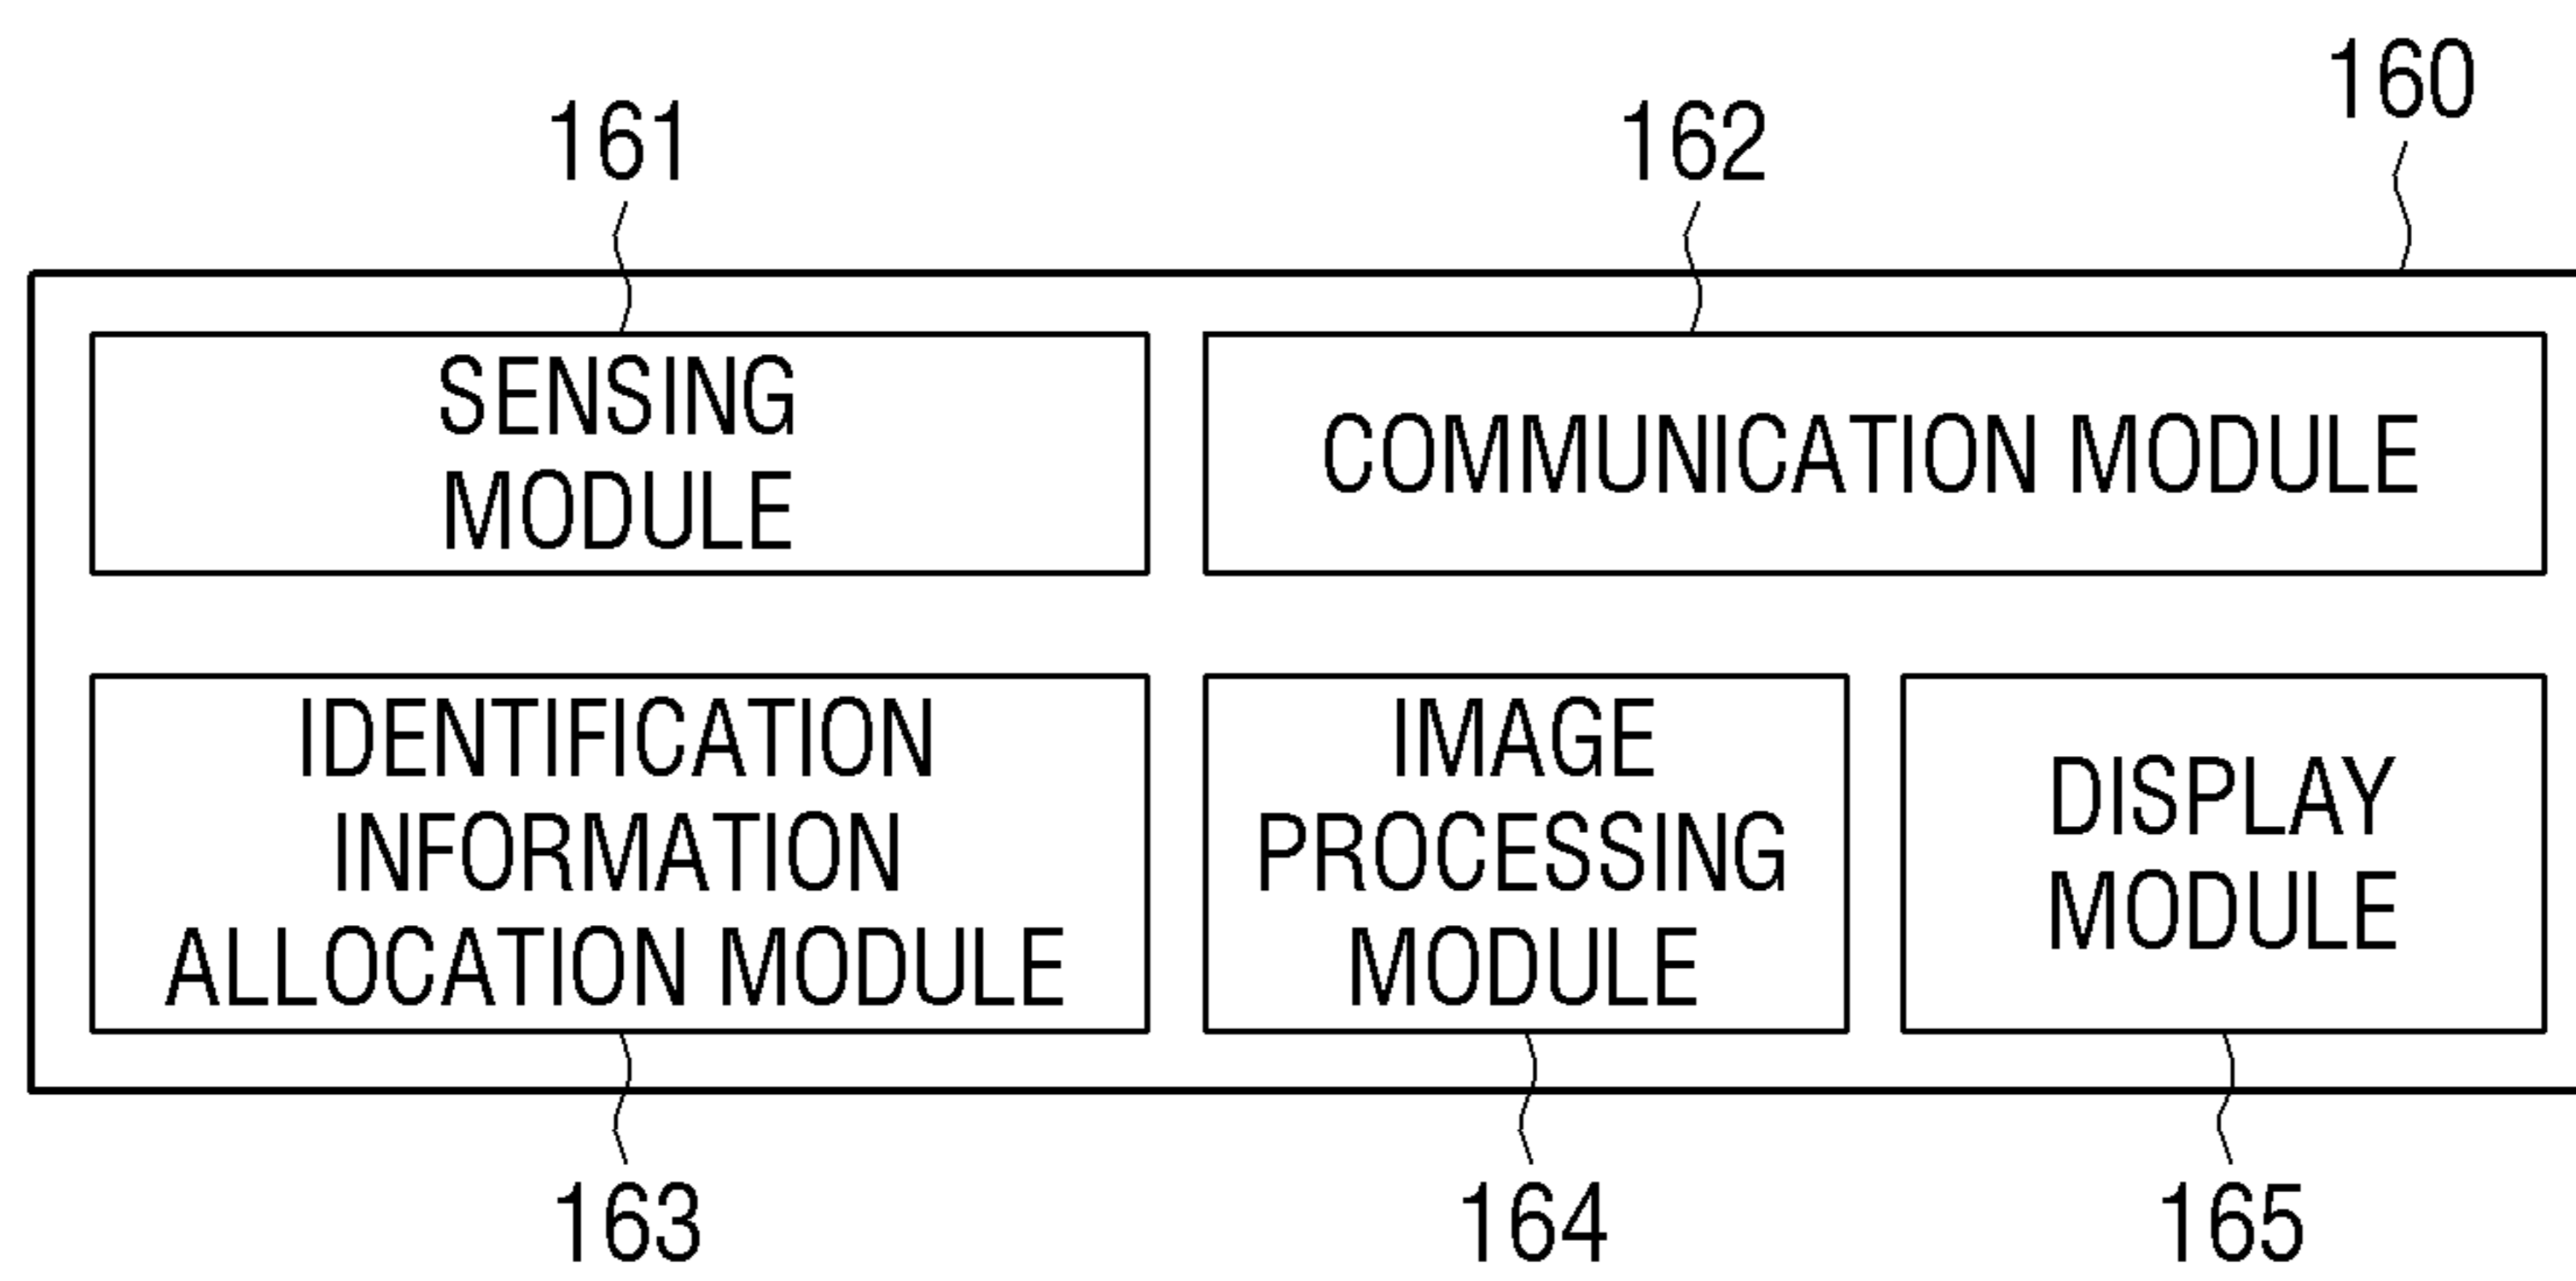 160
161
162
SENSING
MODULE
COMMUNICATION MODULE
IDENTIFICATION
INFORMATION
ALLOCATION MODULE
IMAGE
PROCESSING
MODULE
DISPLAY
MODULE
163
164
165